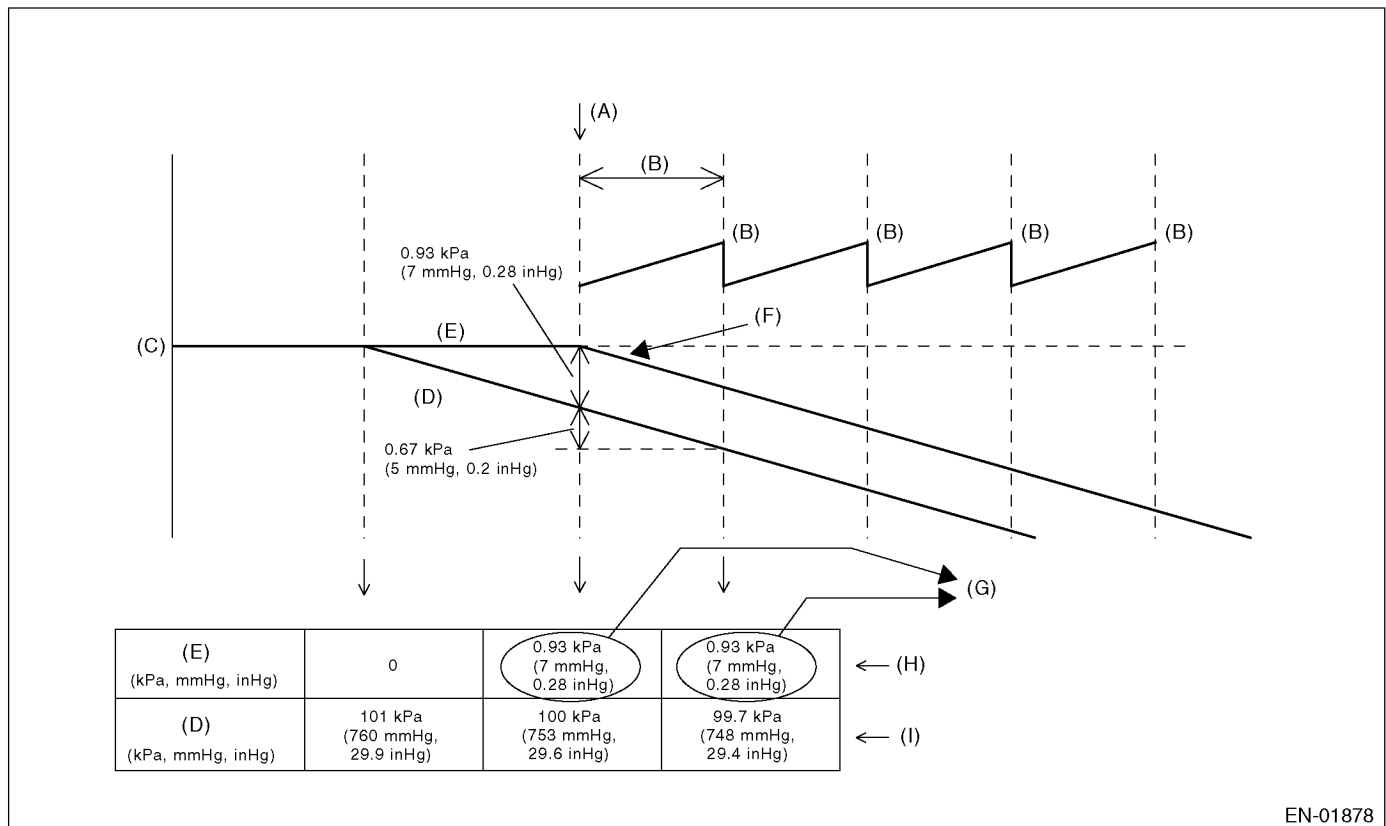 (A)
(B)
0.93 kPa
(7 mmHg, 0.28 inHg)
(B)
(B)
(B)
(B)
(C)
(E)
(F)
(D)
0.67 kPa
(5 mmHg, 0.2 inHg)
(G)
(E)
(kPa, mmHg, inHg)
0
0.93 kPa
(7 mmHg,
0.28 inHg)
0.93 kPa
(7 mmHg,
0.28 inHg)
(H)
(D)
(kPa, mmHg, inHg)
101 kPa
(760 mmHg,
29.9 inHg)
100 kPa
(753 mmHg,
29.6 inHg)
99.7 kPa
(748 mmHg,
29.4 inHg)
(I)
EN-01878